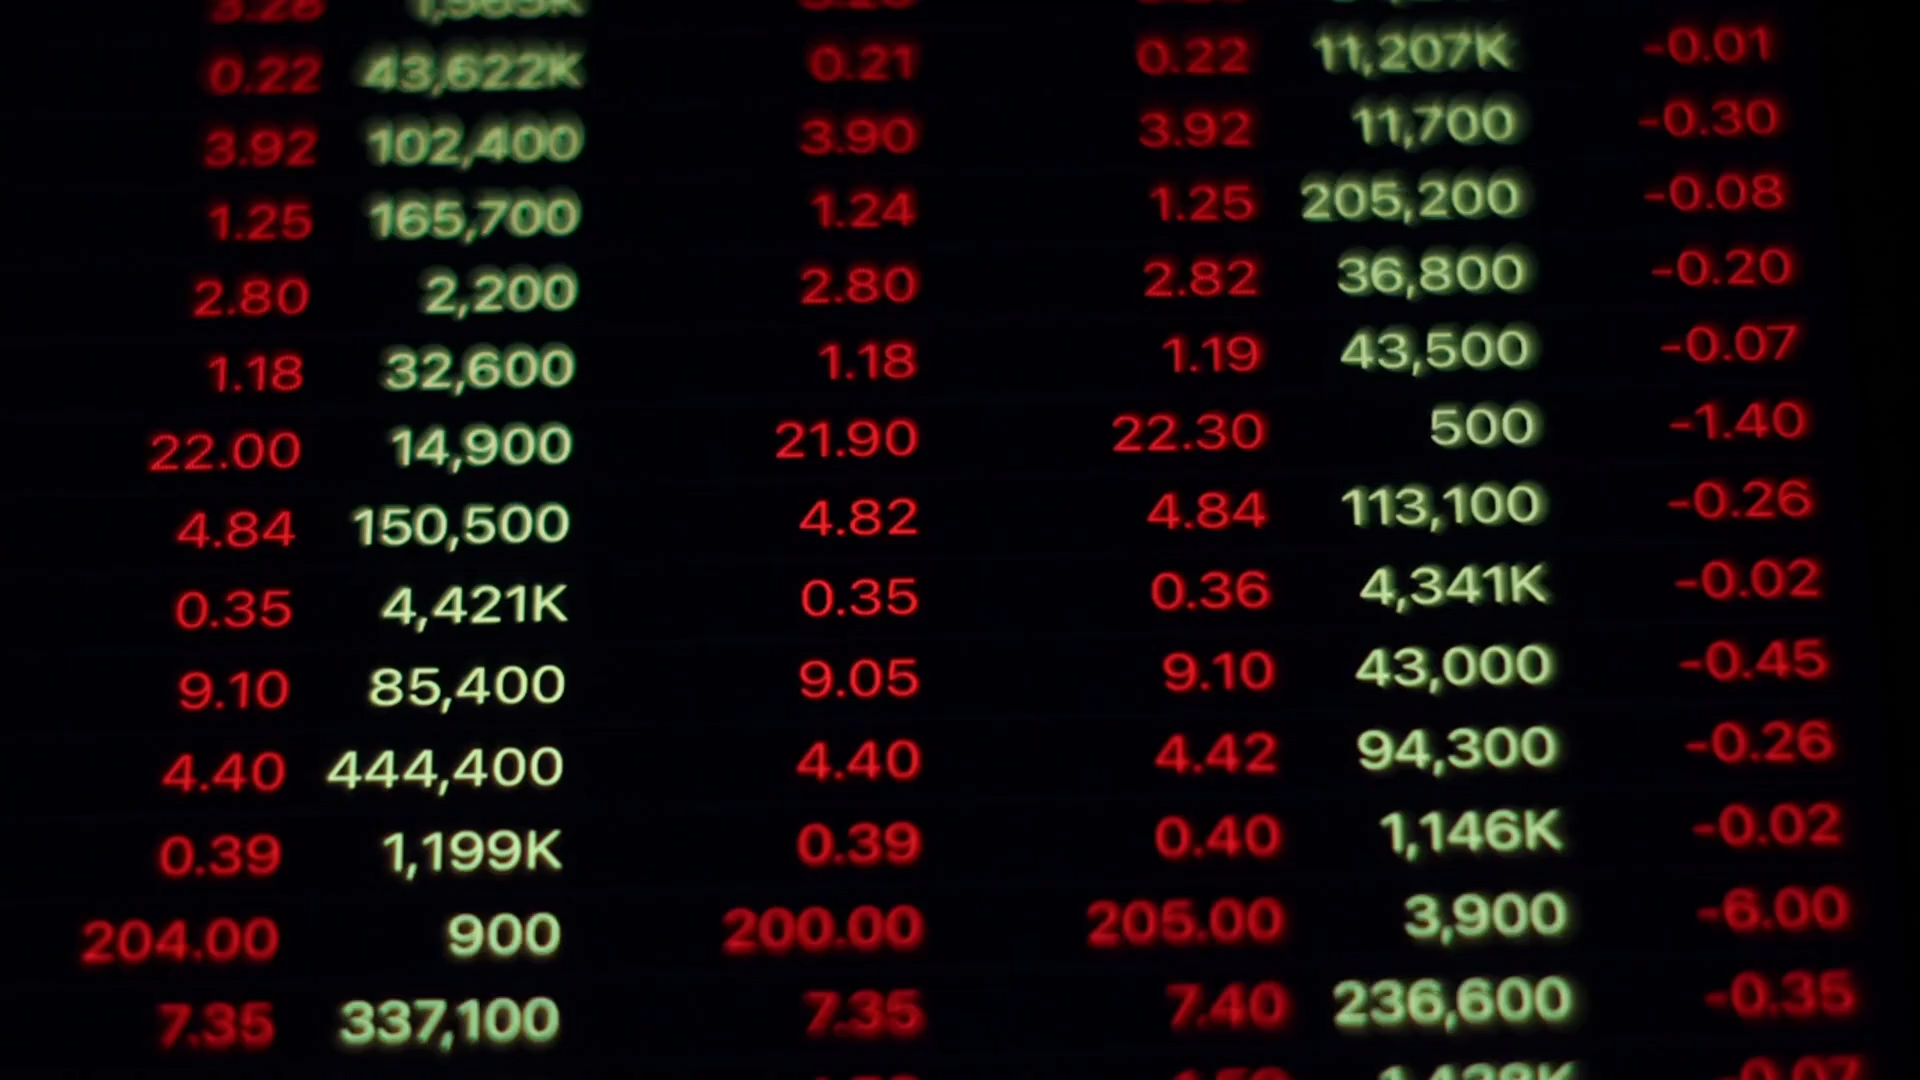 0.22 43,622K 0.21 0.22 11,207K -0.01
3.92 102,400 3.90 3.92 11,700 -0.30
1.25 165,700 1.24 1.25 205,200 -0.08
2.80 2,200 2.80 2.82 36,800 -0.20
1.18 32,600 1.18 1.19 43,500 -0.07
22.00 14,900 21.90 22.30 500 -1.40
4.84 150,500 4.82 4.84 113,100 -0.26
0.35 4,421K 0.35 0.36 4,341K -0.02
9.10 85,400 9.05 9.10 43,000 -0.45
4.40 444,400 4.40 4.42 94,300 -0.26
0.39 1,199K 0.39 0.40 1,146K -0.02
204.00 900 200.00 205.00 3,900 -6.00
7.35 337,100 7.35 7.40 236,600 -0.35